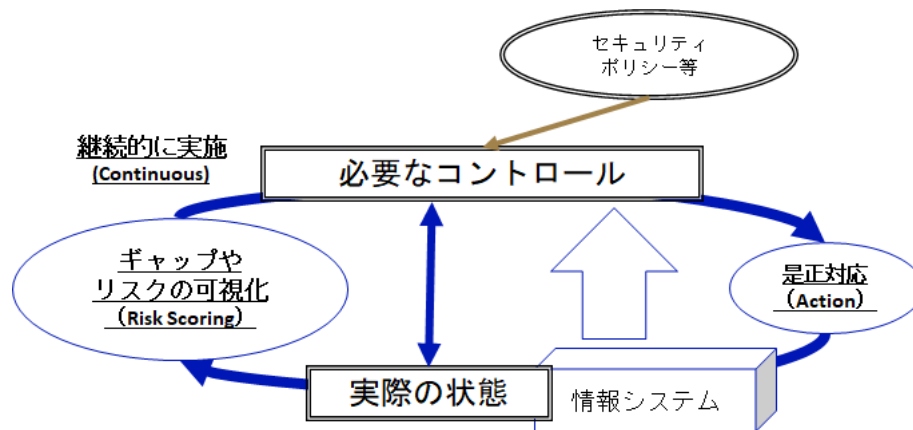 セキュリティ
ポリシー等
継続的に実施
(Continuous)
必要なコントロール
ギャップや
リスクの可視化
(Risk Scoring)
是正対応
(Action)
実際の状態
情報システム